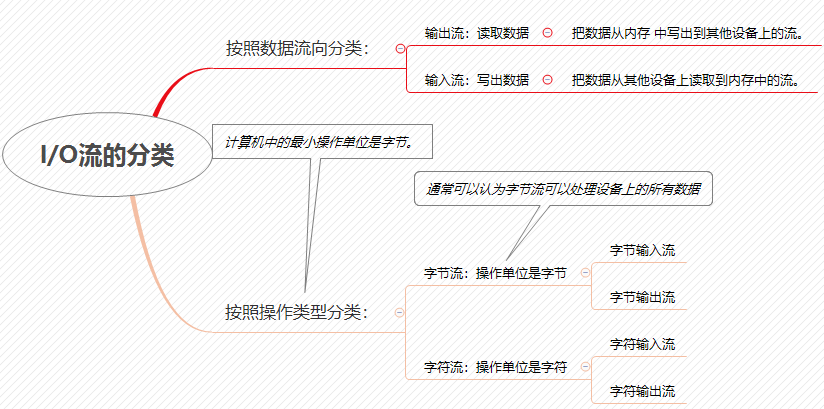 I/O流的分类
按照数据流向分类：
输出流：读取数据
把数据从内存 中写出到其他设备上的流。
输入流：写出数据
把数据从其他设备上读取到内存中的流。
计算机中的最小操作单位是字节。
通常可以认为字节流可以处理设备上的所有数据
按照操作类型分类：
字节流：操作单位是字节
字节输入流
字节输出流
字符流：操作单位是字符
字符输入流
字符输出流